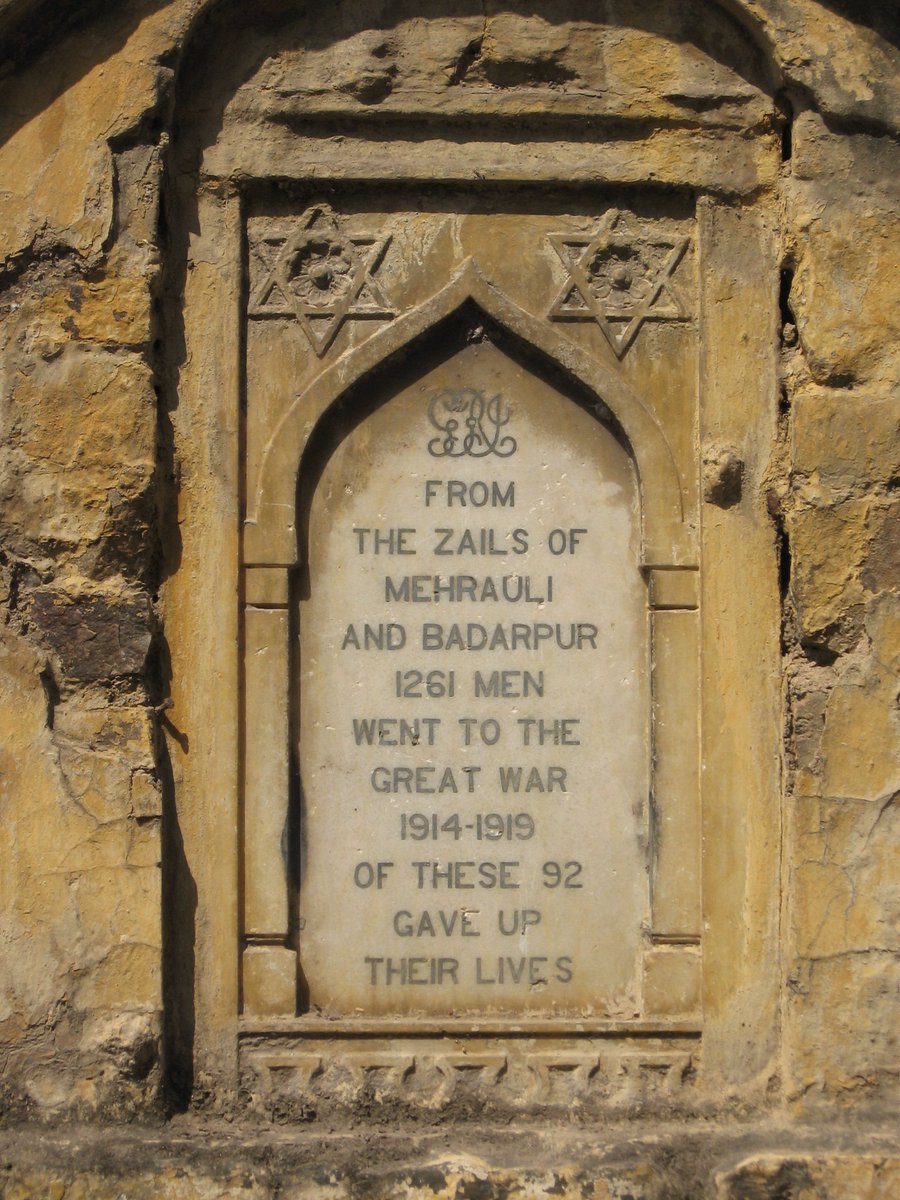 GRI
FROM
THE ZAILS OF
MEHRAULI
AND BADARPUR
1261 MEN
WENT TO THE
GREAT WAR
1914-1919
OF THESE 92
GAVE UP
THEIR LIVES